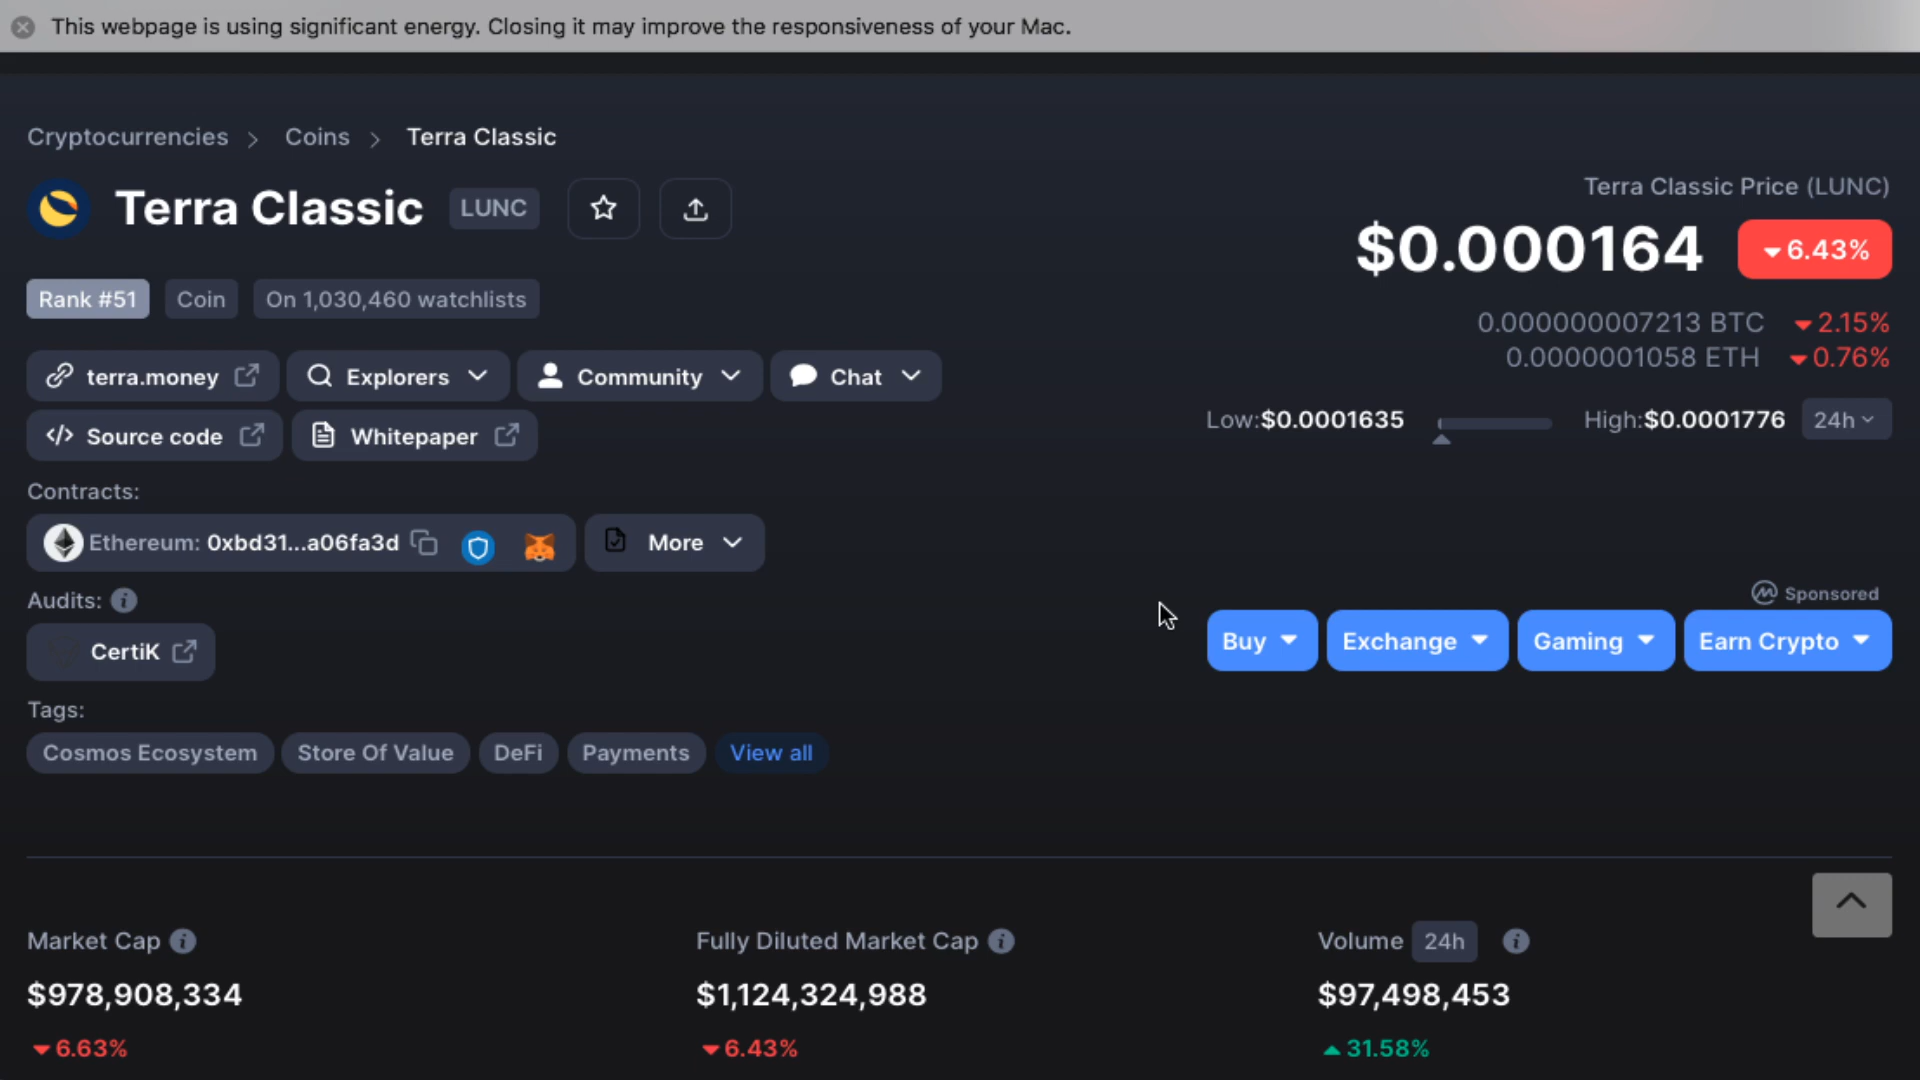 This webpage is using significant energy. Closing it may improve the responsiveness of your Mac.
Cryptocurrencies > Coins > Terra Classic
Terra Classic LUNC
Terra Classic Price (LUNC)
$0.000164 6.43%
Rank #51 Coin On 1,030,460 watchlists
0.000000007213 BTC 2.15%
0.0000001058 ETH 0.76%
terra.money Explorers Community Chat
Low:$0.0001635 High:$0.0001776 24h
Source code Whitepaper
Contracts:
Ethereum: 0xbd31...a06fa3d More
Audits:
Sponsored
CertiK
Buy Exchange Gaming Earn Crypto
Tags:
Cosmos Ecosystem Store Of Value DeFi Payments View all
Market Cap Fully Diluted Market Cap Volume 24h
$978,908,334 $1,124,324,988 $97,498,453
6.63% 6.43% 31.58%